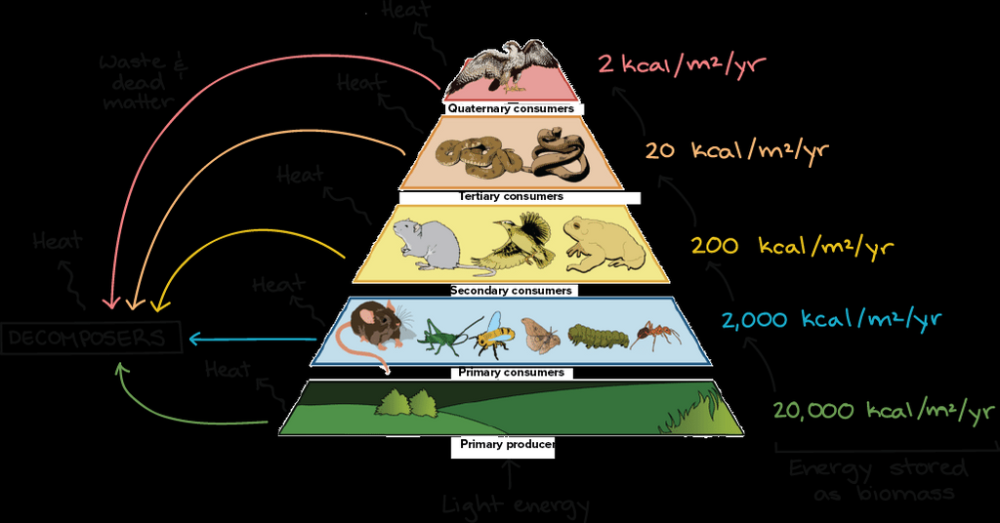 Heat
Waste &
dead
matter
2 kcal/m²/yr
Heat
Quaternary consumers
20 kcal/m²/yr
Heat
Tertiary consumers
Heat
200 kcal/m²/yr
Heat
Secondary consumers
2,000 kcal/m²/yr
DECOMPOSERS
Heat
Primary consumers
20,000 kcal/m²/yr
Primary producer
Energy stored
as biomass
Light energy